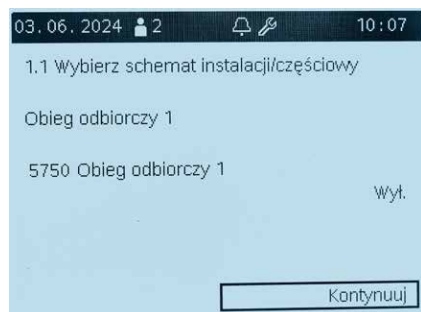 03.06.2024 2 10:07
1.1 Wybierz schemat instalacji/częściowy
Obieg odbiorczy 1
5750 Obieg odbiorczy 1
Wył.
Kontynuuj